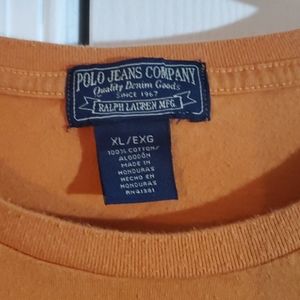 POLO JEANS COMPANY
Quality Denim Goods
SINCE 1967
RALPH LAUREN MFG.
XL/EXG
100% COTTON/
ALGODÓN
MADE IN
HONDURAS
HECHO EN
HONDURAS
RN41381